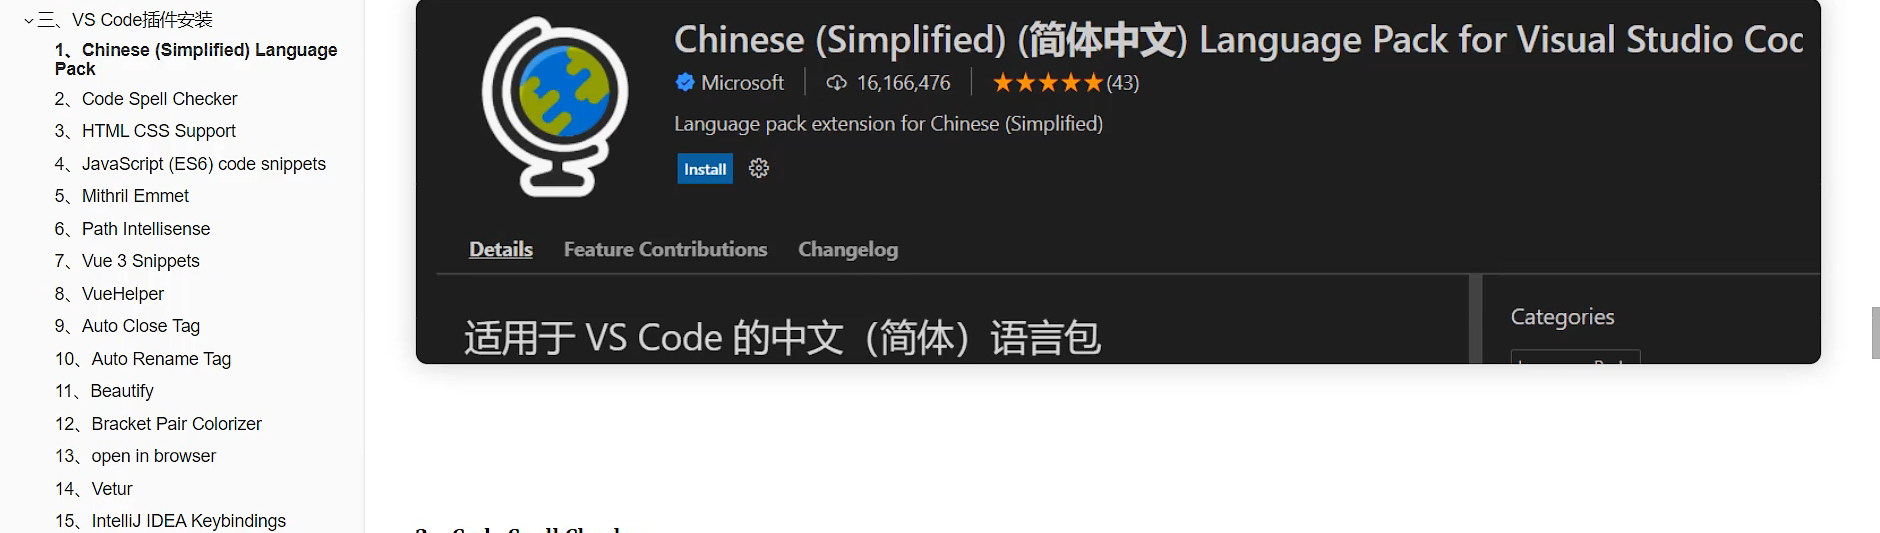 三、VS Code插件安装
1、Chinese (Simplified) Language
Pack
2、Code Spell Checker
3、HTML CSS Support
4、JavaScript (ES6) code snippets
5、Mithril Emmet
6、Path Intellisense
7、Vue 3 Snippets
8、VueHelper
9、Auto Close Tag
10、Auto Rename Tag
11、Beautify
12、Bracket Pair Colorizer
13、open in browser
14、Vetur
15、IntelliJ IDEA Keybindings
Chinese (Simplified) (简体中文) Language Pack for Visual Studio Coc
Microsoft 16,166,476 (43)
Language pack extension for Chinese (Simplified)
Install
Details Feature Contributions Changelog
适用于 VS Code 的中文（简体）语言包
Categories